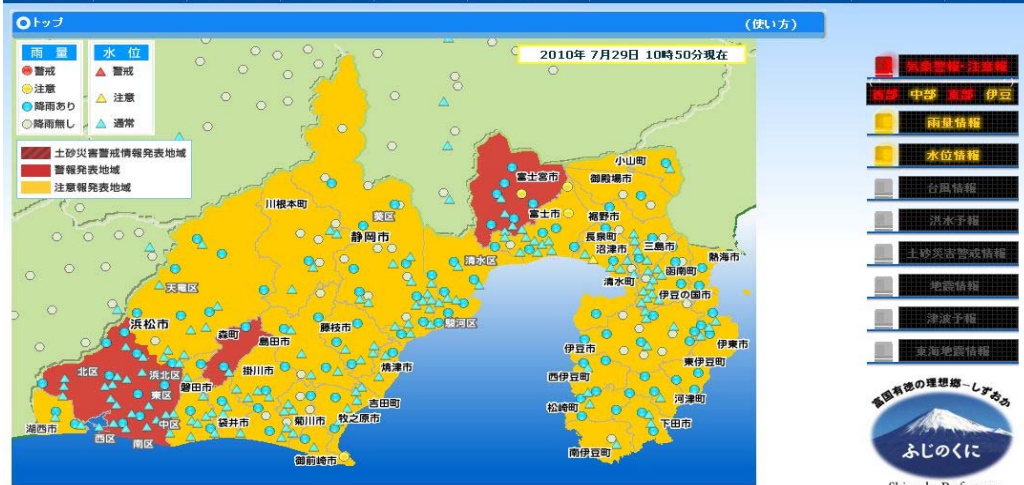 トップ
(使い方)
2010年 7月29日 10時50分現在
雨 量
水 位
警戒
警戒
注意
注意
降雨あり
降雨無し
通常
土砂災害警戒情報発表地域
警報発表地域
注意報発表地域
気象警報・注意報
西部 中部 東部 伊豆
雨量情報
水位情報
台風情報
洪水予報
土砂災害警戒情報
地震情報
津波予報
東海地震情報
小山町
富士宮市
御殿場市
川根本町
葵区
富士市
裾野市
静岡市
長泉町
沼津市
三島市
清水区
熱海市
函南町
清水町
天竜区
伊豆の国市
浜松市
藤枝市
駿河区
森町
島田市
伊東市
伊豆市
東伊豆町
北区
浜北区
掛川市
焼津市
西伊豆町
東区
磐田市
河津町
吉田町
松崎町
中区
袋井市
菊川市
牧之原市
下田市
湖西市
西区
南区
南伊豆町
御前崎市
富国有徳の理想郷ーしずおか
ふじのくに